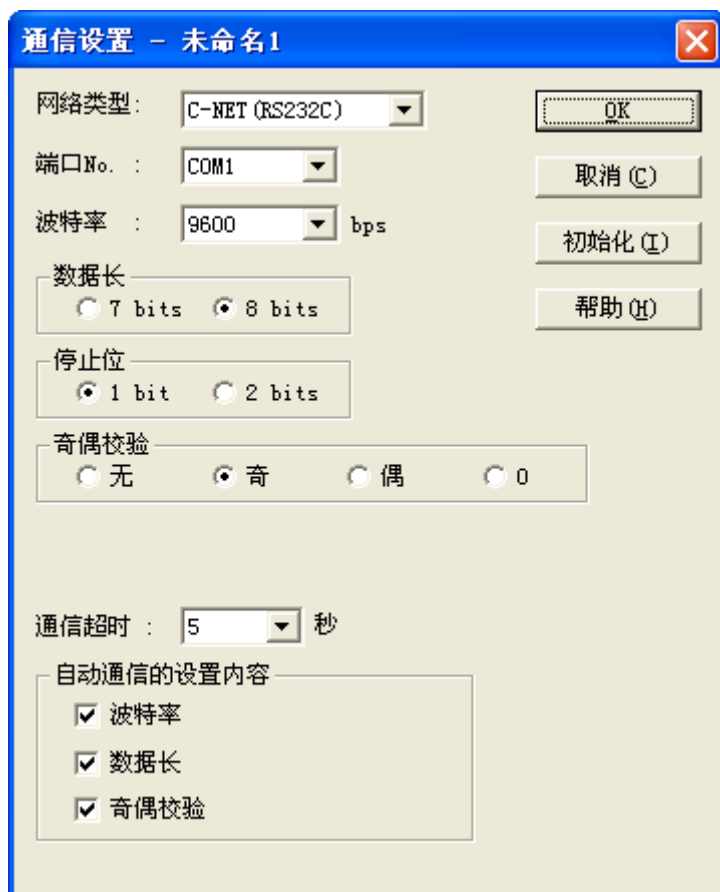 通信设置 - 未命名1
网络类型: C-NET(RS232C) OK
端口No. : COM1 取消(C)
波特率 : 9600 bps 初始化(I)
数据长 帮助(H)
7 bits 8 bits
停止位
1 bit 2 bits
奇偶校验
无 奇 偶 0
通信超时 : 5 秒
自动通信的设置内容
波特率
数据长
奇偶校验